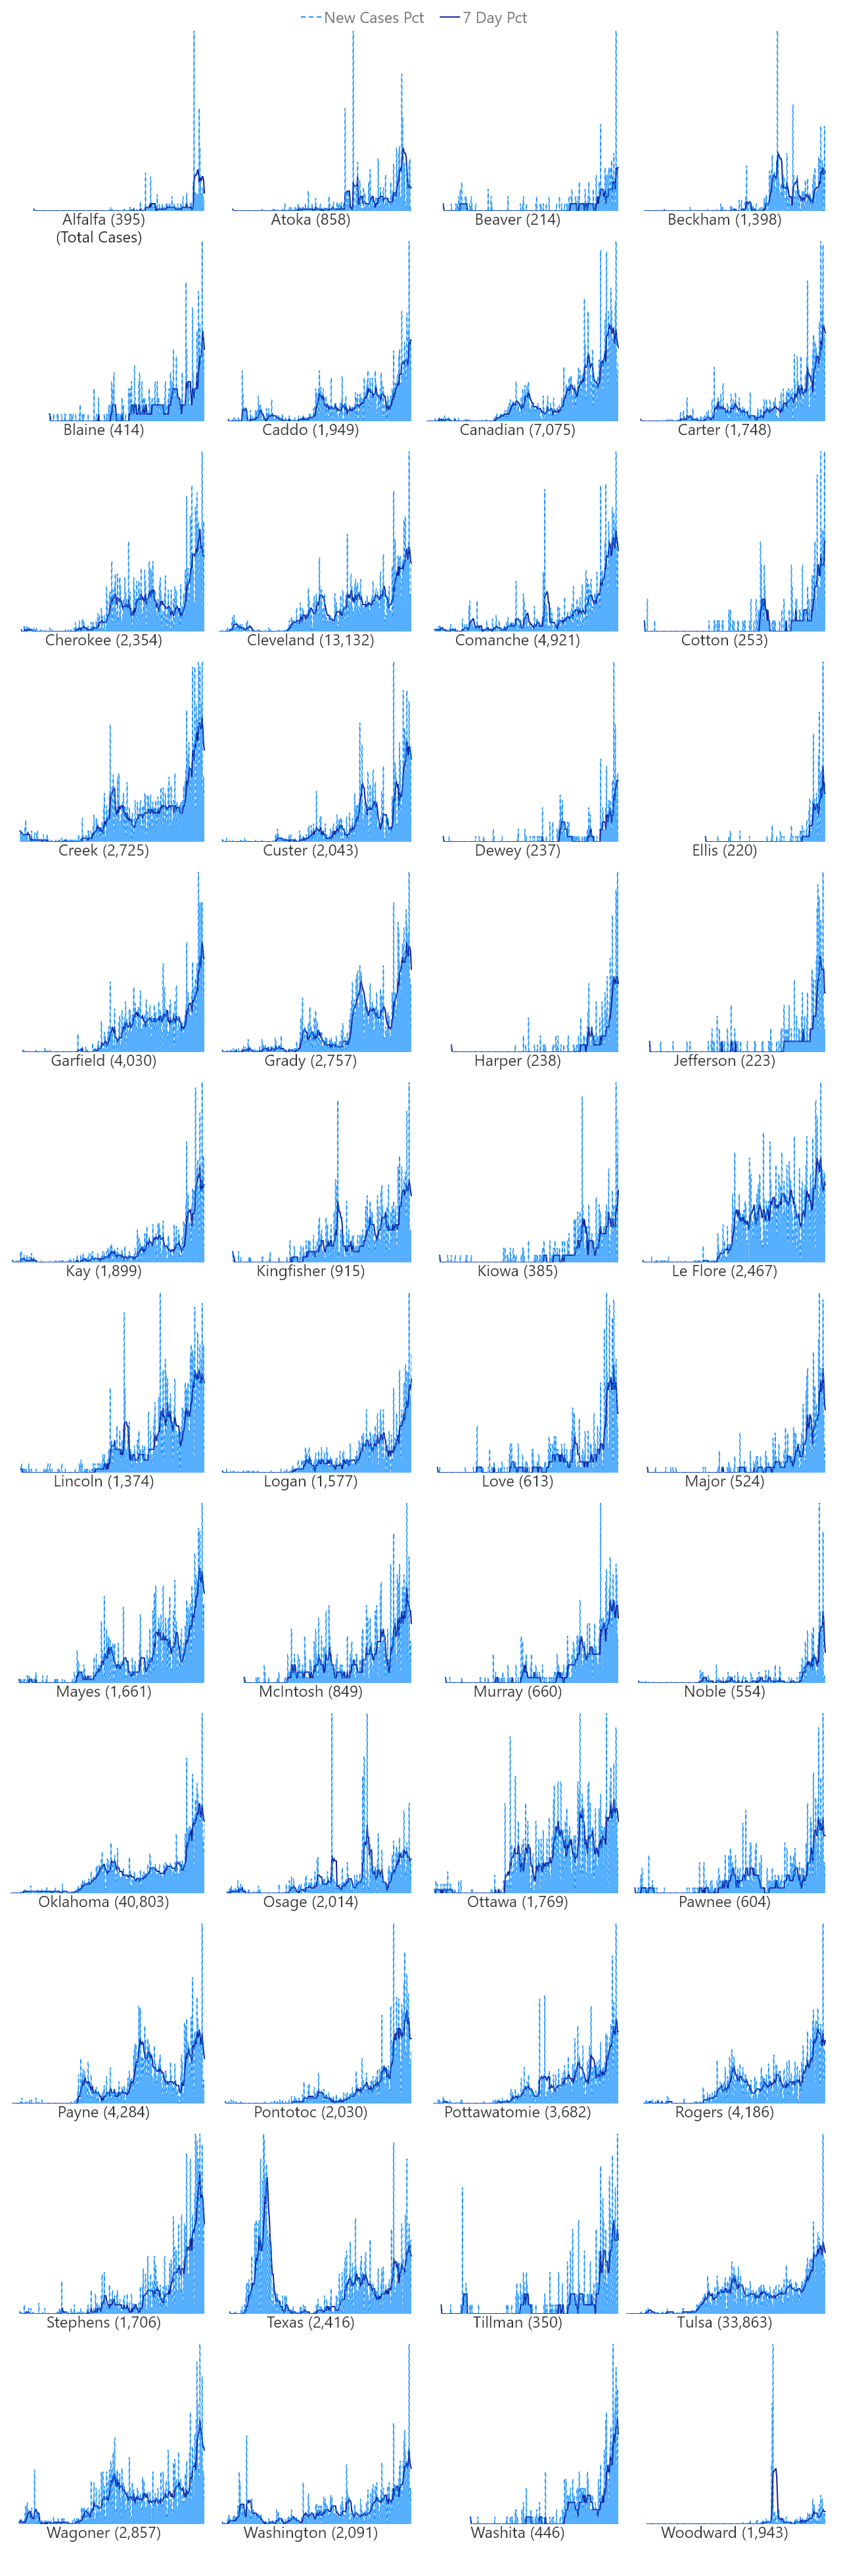 New Cases Pct 7 Day Pct
Alfalfa (395) Atoka (858) Beaver (214) Beckham (1,398)
(Total Cases)
Blaine (414) Caddo (1,949) Canadian (7,075) Carter (1,748)
Cherokee (2,354) Cleveland (13,132) Comanche (4,921) Cotton (253)
Creek (2,725) Custer (2,043) Dewey (237) Ellis (220)
Garfield (4,030) Grady (2,757) Harper (238) Jefferson (223)
Kay (1,899) Kingfisher (915) Kiowa (385) Le Flore (2,467)
Lincoln (1,374) Logan (1,577) Love (613) Major (524)
Mayes (1,661) McIntosh (849) Murray (660) Noble (554)
Oklahoma (40,803) Osage (2,014) Ottawa (1,769) Pawnee (604)
Payne (4,284) Pontotoc (2,030) Pottawatomie (3,682) Rogers (4,186)
Stephens (1,706) Texas (2,416) Tillman (350) Tulsa (33,863)
Wagoner (2,857) Washington (2,091) Washita (446) Woodward (1,943)